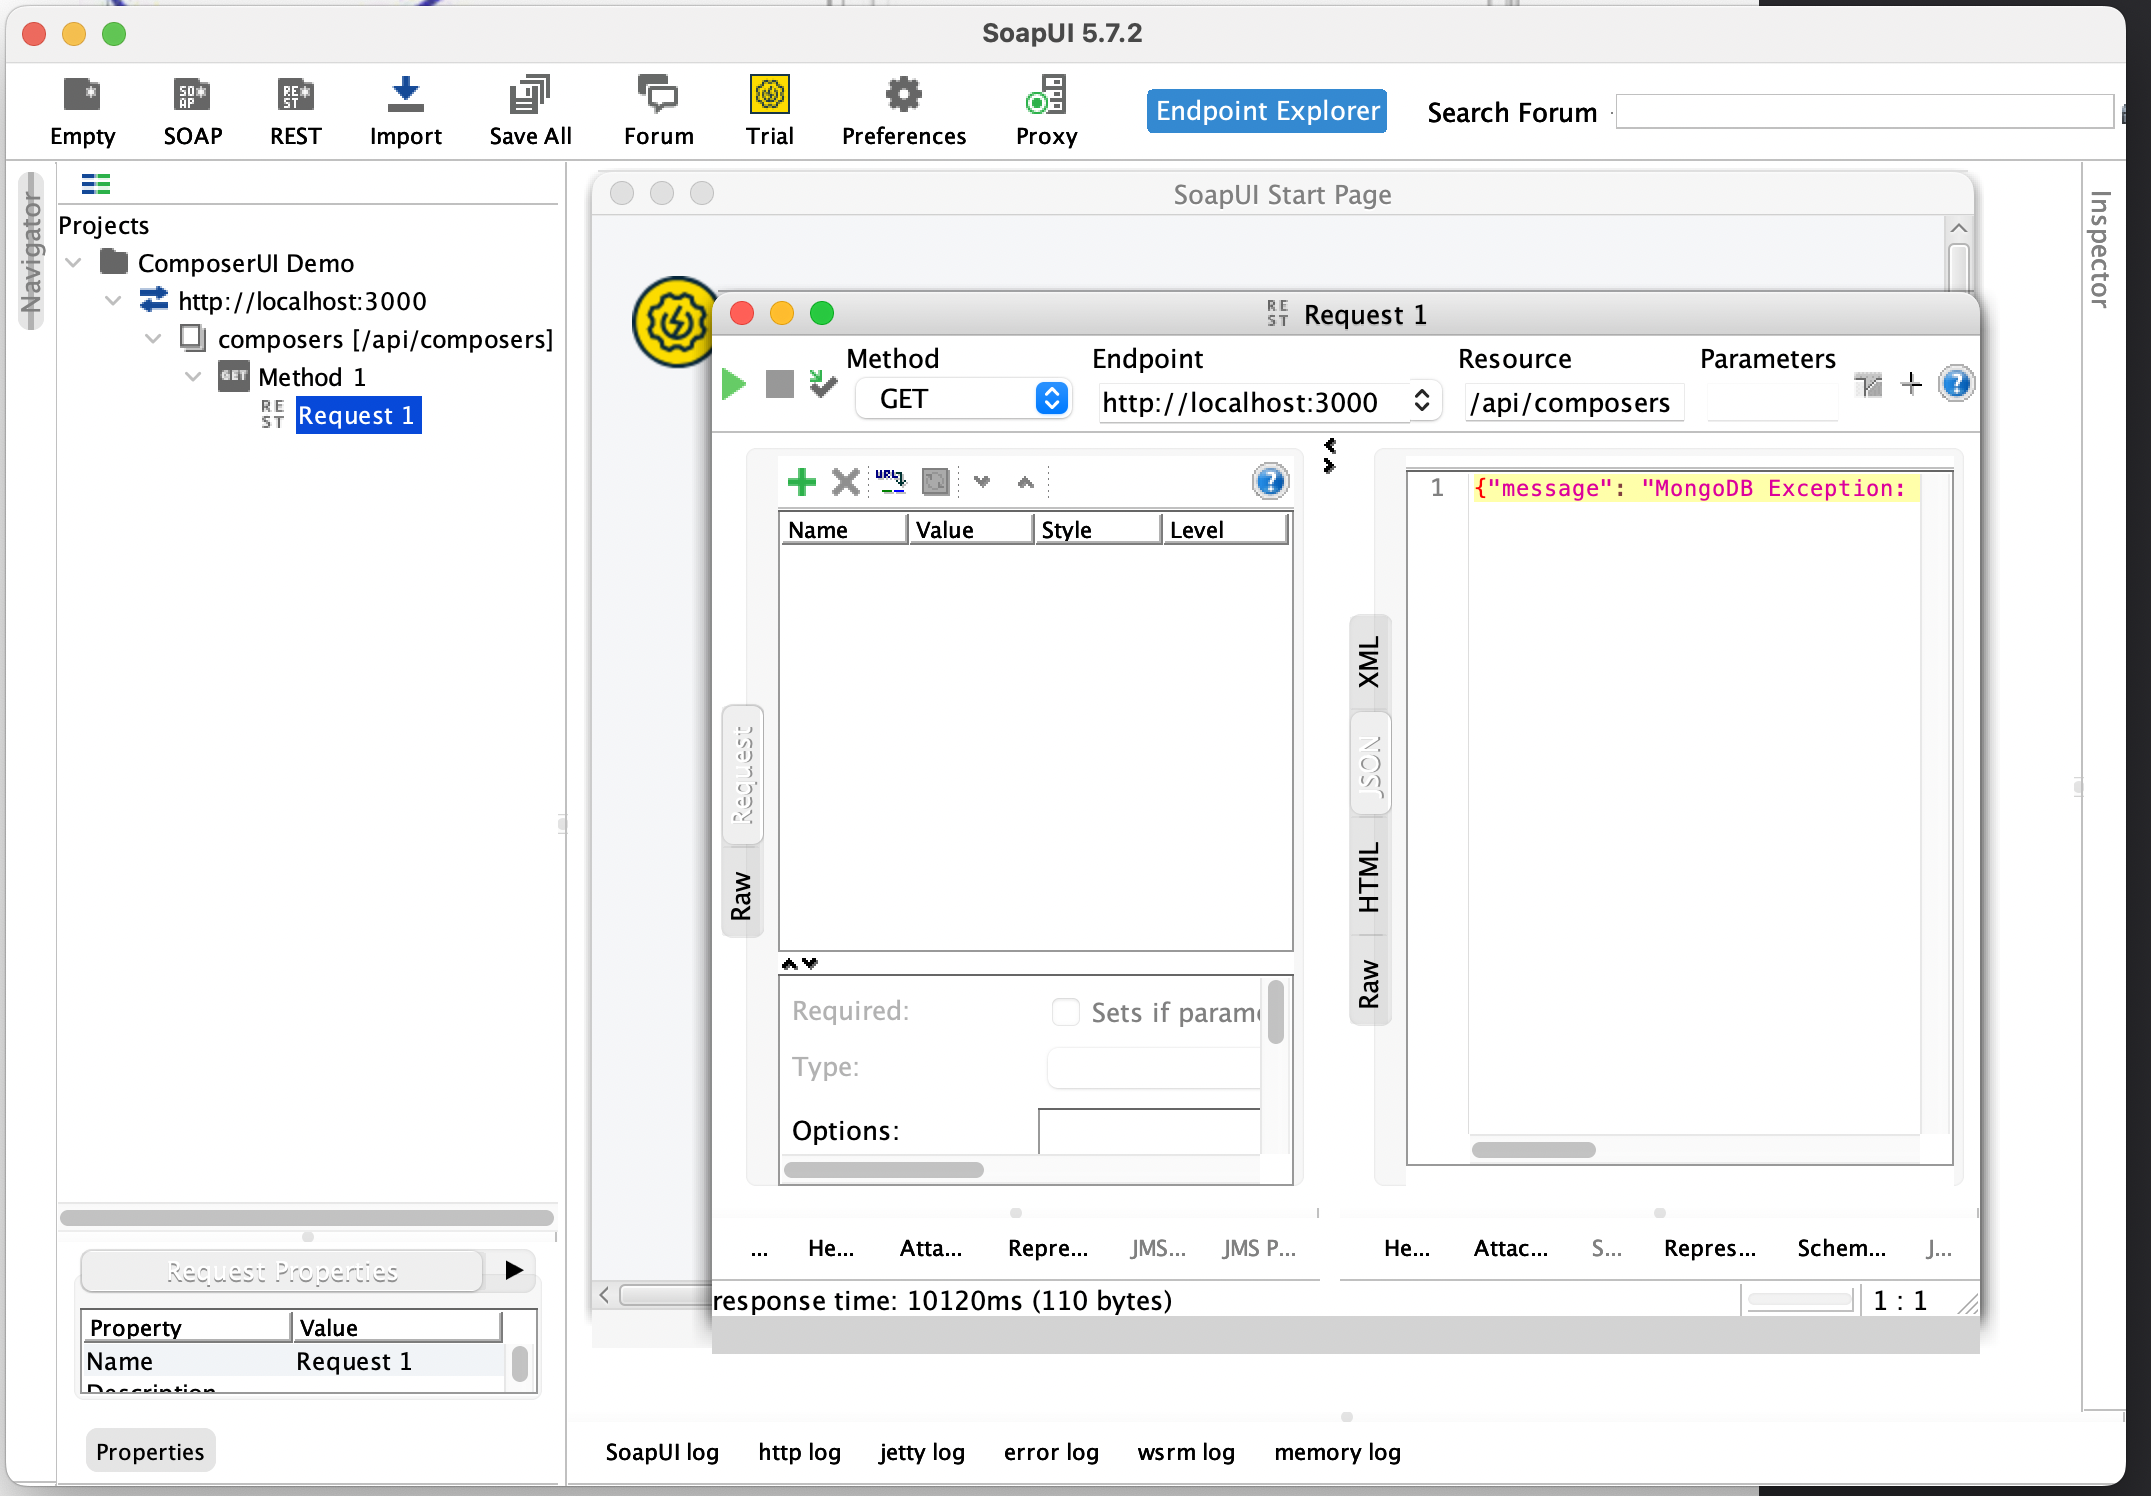 SoapUI 5.7.2
Empty
SOAP
REST
Import
Save All
Forum
Trial
Preferences
Proxy
Endpoint Explorer
Search Forum
Navigator
Projects
ComposerUI Demo
http://localhost:3000
composers [/api/composers]
GET Method 1
REST Request 1
SoapUI Start Page
Inspector
REST Request 1
Method
Endpoint
Resource
Parameters
GET
http://localhost:3000
/api/composers
URL
Name
Value
Style
Level
Request
Raw
Required:
Sets if param
Type:
Options:
XML
JSON
HTML
Raw
1
{"message": "MongoDB Exception:
...
He...
Atta...
Repre...
JMS...
JMS P...
He...
Attac...
S...
Repres...
Schem...
J...
response time: 10120ms (110 bytes)
1 : 1
Request Properties
Property
Value
Name
Request 1
Description
Properties
SoapUI log
http log
jetty log
error log
wsrm log
memory log